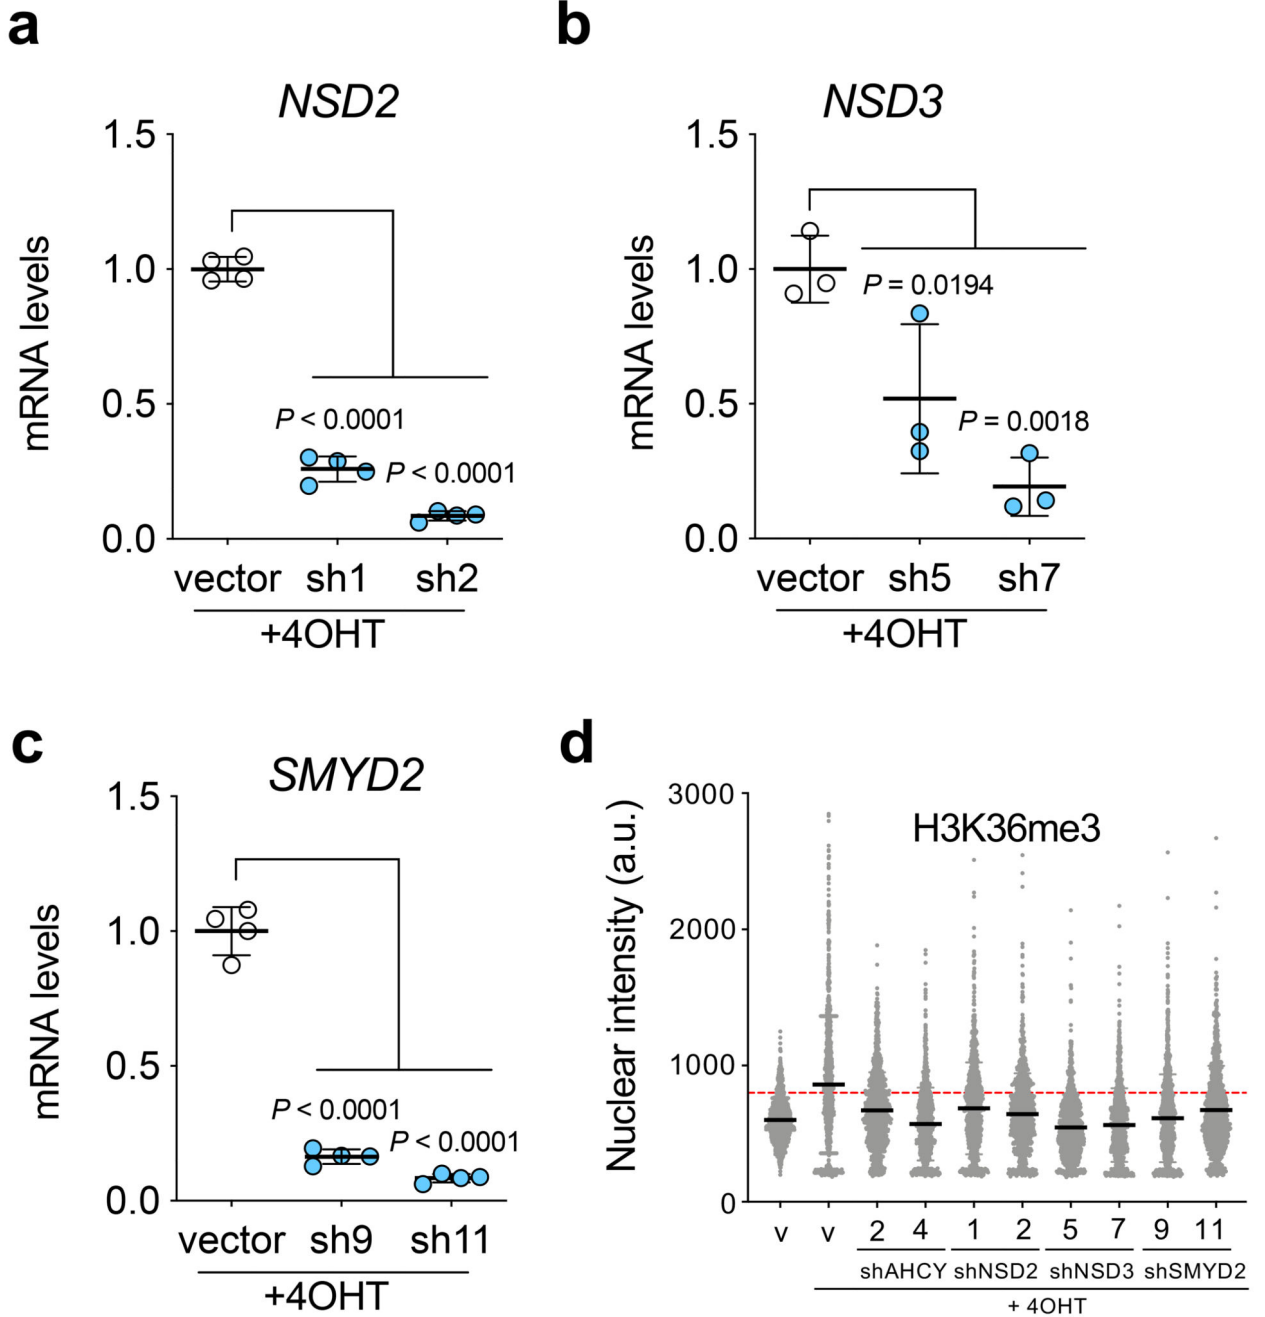 a
NSD2
1.5
1.0
0.5
0.0
mRNA levels
P < 0.0001
P < 0.0001
vector sh1 sh2
+4OHT
b
NSD3
1.5
1.0
0.5
0.0
mRNA levels
P = 0.0194
P = 0.0018
vector sh5 sh7
+4OHT
c
SMYD2
1.5
1.0
0.5
0.0
mRNA levels
P < 0.0001
P < 0.0001
vector sh9 sh11
+4OHT
d
H3K36me3
3000
2000
1000
0
Nuclear intensity (a.u.)
v v 2 4 1 2 5 7 9 11
shAHCY shNSD2 shNSD3 shSMYD2
+ 4OHT